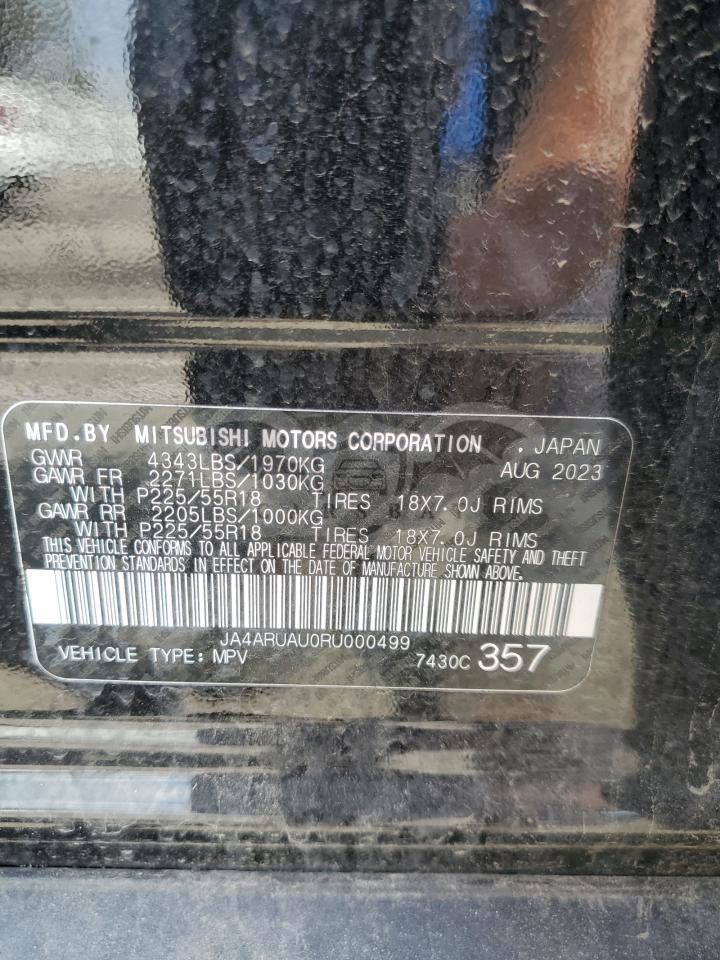 MFD.BY MITSUBISHI MOTORS CORPORATION . JAPAN
GVWR 4343LBS/1970KG AUG 2023
GAWR FR 2271LBS/1030KG
WITH P225/55R18 TIRES 18X7.0J RIMS
GAWR RR 2205LBS/1000KG
WITH P225/55R18 TIRES 18X7.0J RIMS
THIS VEHICLE CONFORMS TO ALL APPLICABLE FEDERAL MOTOR VEHICLE SAFETY AND THEFT
PREVENTION STANDARDS IN EFFECT ON THE DATE OF MANUFACTURE SHOWN ABOVE.
JA4ARUAU0RU000499
VEHICLE TYPE: MPV 7430C 357